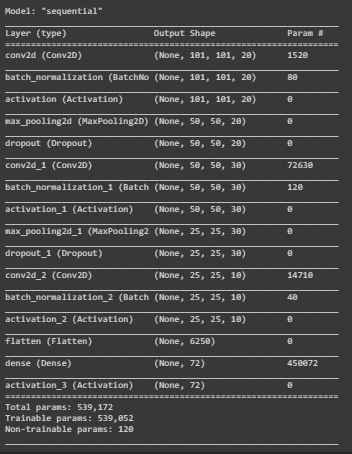 Model: "sequential"
Layer (type) Output Shape Param #
conv2d (Conv2D) (None, 101, 101, 20) 1520
batch_normalization (BatchNo (None, 101, 101, 20) 80
activation (Activation) (None, 101, 101, 20) 0
max_pooling2d (MaxPooling2D) (None, 50, 50, 20) 0
dropout (Dropout) (None, 50, 50, 20) 0
conv2d_1 (Conv2D) (None, 50, 50, 30) 72630
batch_normalization_1 (Batch (None, 50, 50, 30) 120
activation_1 (Activation) (None, 50, 50, 30) 0
max_pooling2d_1 (MaxPooling2 (None, 25, 25, 30) 0
dropout_1 (Dropout) (None, 25, 25, 30) 0
conv2d_2 (Conv2D) (None, 25, 25, 10) 14710
batch_normalization_2 (Batch (None, 25, 25, 10) 40
activation_2 (Activation) (None, 25, 25, 10) 0
flatten (Flatten) (None, 6250) 0
dense (Dense) (None, 72) 450072
activation_3 (Activation) (None, 72) 0
Total params: 539,172
Trainable params: 539,052
Non-trainable params: 120